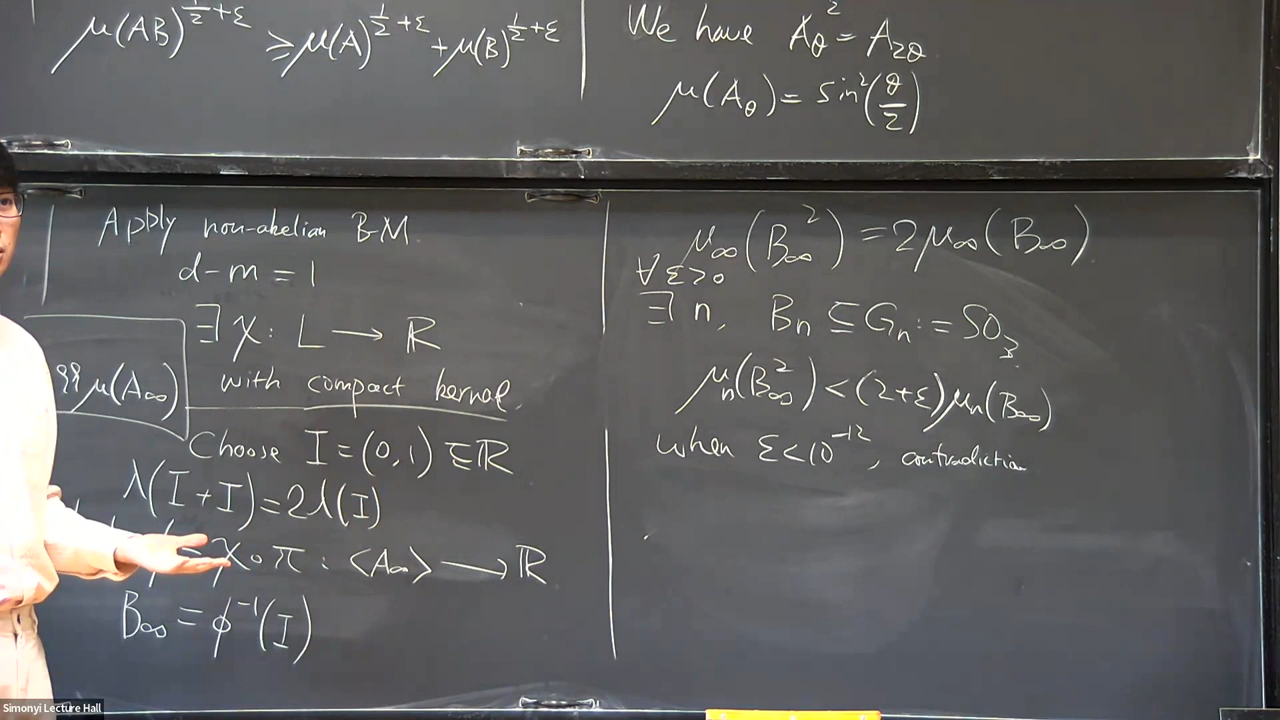 μ(AB)^{1/2+ε} ≥ μ(A)^{1/2+ε} + μ(B)^{1/2+ε}
We have A_θ^2 = A_{2θ}
μ(A_θ) = sin^2(θ/2)
Apply non-abelian B-M.
d-m = 1
∃ χ: L → ℝ
with compact kernel.
μ(A_∞)
Choose I = (0,1) ⊆ ℝ
λ(I+I) = 2λ(I)
χ∘π : <A_∞> → ℝ
B_∞ = ϕ^{-1}(I)
μ_∞(B_∞^2) = 2μ_∞(B_∞).
∀ε>0
∃ n, B_n ⊆ G_n := SO_3
μ_n(B_∞^2) < (2+ε)μ_n(B_∞)
when ε<10^{-12}, contradiction
Simonyi Lecture Hall